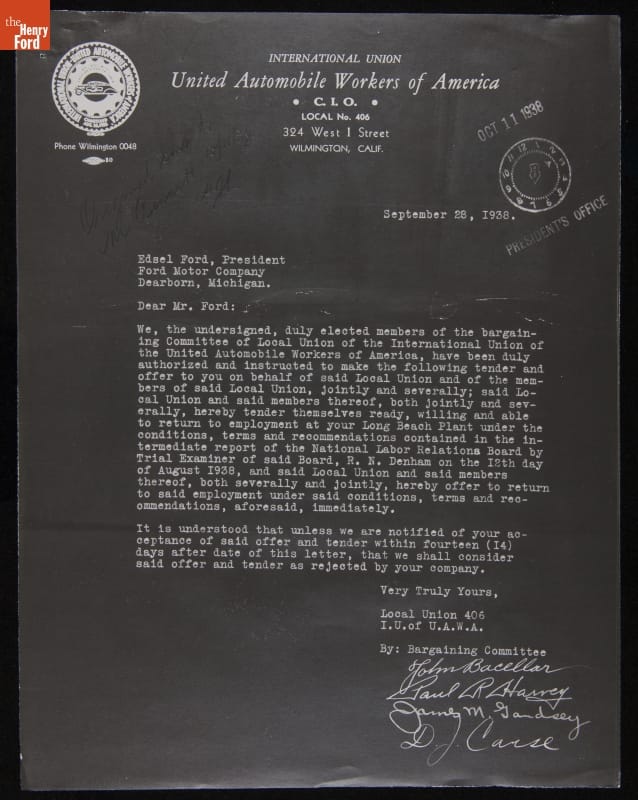 the
Henry
Ford
INTERNATIONAL UNION
United Automobile Workers of America
• C.I.O. •
LOCAL No. 406
324 West I Street
WILMINGTON, CALIF.
Phone Wilmington 0048
OCT 11 1938
PRESIDENT'S OFFICE
September 28, 1938.
Edsel Ford, President
Ford Motor Company
Dearborn, Michigan.
Dear Mr. Ford:
We, the undersigned, duly elected members of the bargain-
ing Committee of Local Union of the International Union of
the United Automobile Workers of America, have been duly
authorized and instructed to make the following tender and
offer to you on behalf of said Local Union and of the mem-
bers of said Local Union, jointly and severally; said Lo-
cal Union and said members thereof, both jointly and sev-
erally, hereby tender themselves ready, willing and able
to return to employment at your Long Beach Plant under the
conditions, terms and recommendations contained in the in-
termediate report of the National Labor Relations Board by
Trial Examiner of said Board, R. N. Denham on the I2th day
of August I938, and said Local Union and said members
thereof, both severally and jointly, hereby offer to return
to said employment under said conditions, terms and rec-
ommendations, aforesaid, immediately.
It is understood that unless we are notified of your ac-
ceptance of said offer and tender within fourteen (I4)
days after date of this letter, that we shall consider
said offer and tender as rejected by your company.
Very Truly Yours,
Local Union 406
I.U.of U.A.W.A.
By: Bargaining Committee
John Bacellar
Paul R Harvey
James M. Gandsey
D. J. Carse